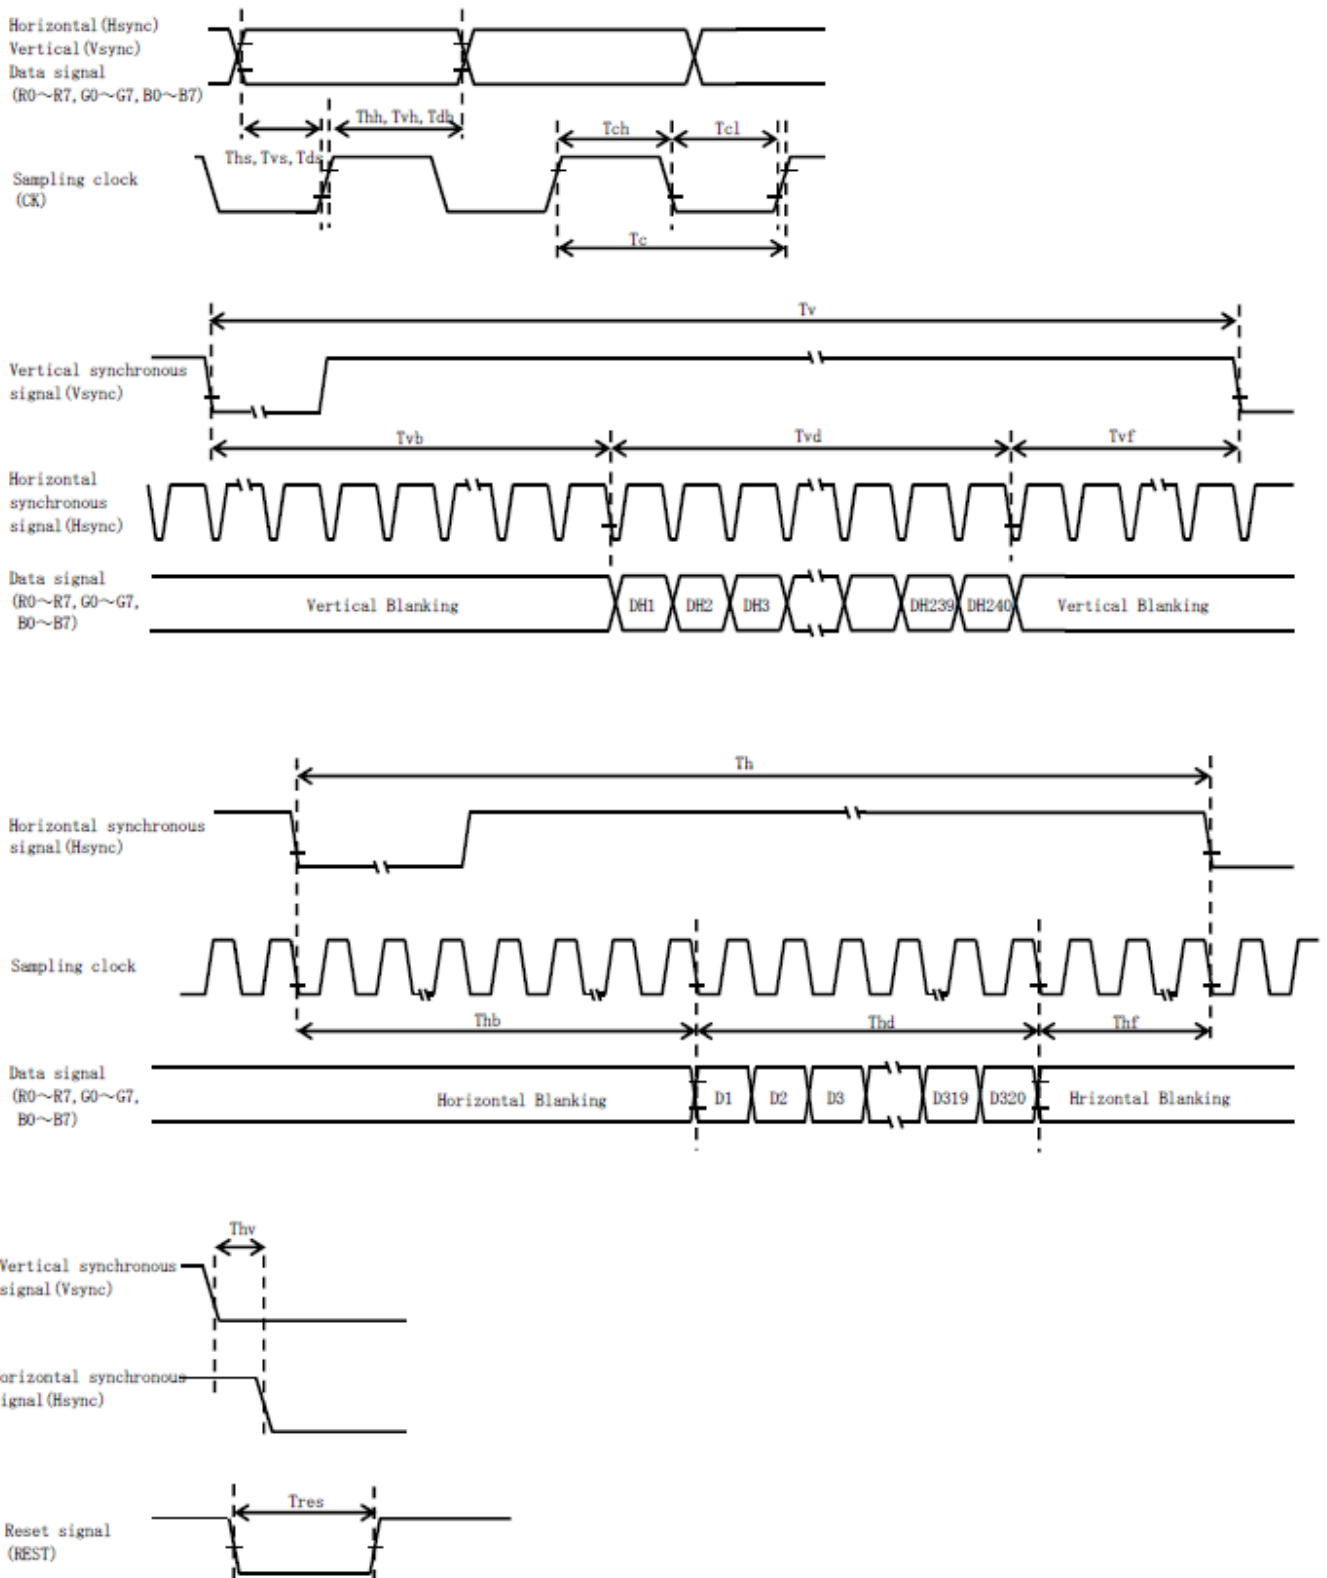 Horizontal(Hsync)
Vertical(Vsync)
Data signal
(R0～R7,G0～G7,B0～B7)
Thh,Tvh,Tdh
Tch
Tcl
Ths,Tvs,Tds
Sampling clock
(CK)
Tc
Tv
Vertical synchronous
signal(Vsync)
Tvb
Tvd
Tvf
Horizontal
synchronous
signal(Hsync)
Data signal
(R0～R7,G0～G7,
B0～B7)
Vertical Blanking
DH1
DH2
DH3
DH239
DH240
Vertical Blanking
Th
Horizontal synchronous
signal(Hsync)
Sampling clock
Thb
Thd
Thf
Data signal
(R0～R7,G0～G7,
B0～B7)
Horizontal Blanking
D1
D2
D3
D319
D320
Hrizontal Blanking
Thv
Vertical synchronous
signal(Vsync)
orizontal synchronous
ignal(Hsync)
Tres
Reset signal
(REST)